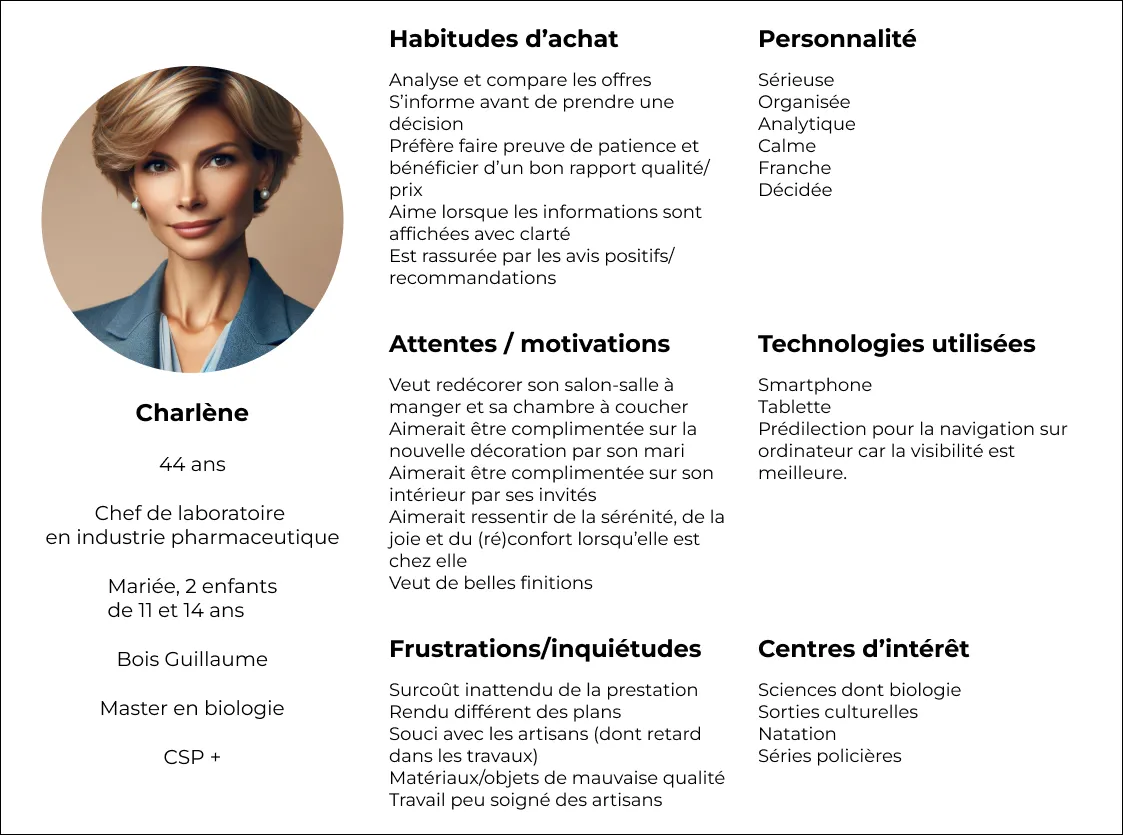 Charlène
44 ans
Chef de laboratoire
en industrie pharmaceutique
Mariée, 2 enfants
de 11 et 14 ans
Bois Guillaume
Master en biologie
CSP +
Habitudes d’achat
Analyse et compare les offres
S’informe avant de prendre une
décision
Préfère faire preuve de patience et
bénéficier d’un bon rapport qualité/
prix
Aime lorsque les informations sont
affichées avec clarté
Est rassurée par les avis positifs/
recommandations
Personnalité
Sérieuse
Organisée
Analytique
Calme
Franche
Décidée
Attentes / motivations
Veut redécorer son salon-salle à
manger et sa chambre à coucher
Aimerait être complimentée sur la
nouvelle décoration par son mari
Aimerait être complimentée sur son
intérieur par ses invités
Aimerait ressentir de la sérénité, de la
joie et du (ré)confort lorsqu’elle est
chez elle
Veut de belles finitions
Technologies utilisées
Smartphone
Tablette
Prédilection pour la navigation sur
ordinateur car la visibilité est
meilleure.
Frustrations/inquiétudes
Surcoût inattendu de la prestation
Rendu différent des plans
Souci avec les artisans (dont retard
dans les travaux)
Matériaux/objets de mauvaise qualité
Travail peu soigné des artisans
Centres d’intérêt
Sciences dont biologie
Sorties culturelles
Natation
Séries policières